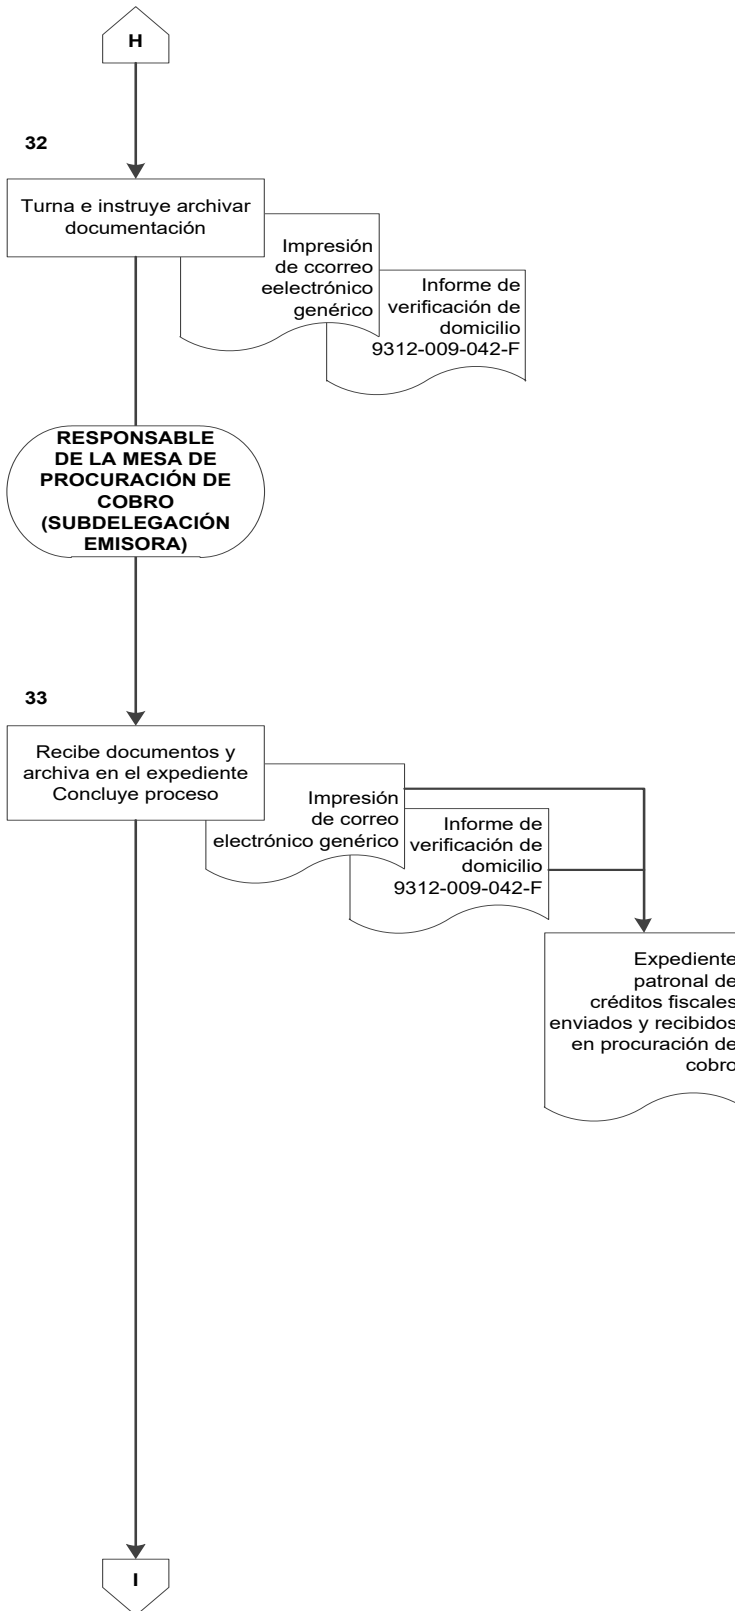 H
32
Turna e instruye archivar
documentación
Impresión
de ccorreo
eelectrónico
genérico
Informe de
verificación de
domicilio
9312-009-042-F
RESPONSABLE
DE LA MESA DE
PROCURACIÓN DE
COBRO
(SUBDELEGACIÓN
EMISORA)
33
Recibe documentos y
archiva en el expediente
Concluye proceso
Impresión
de correo
electrónico genérico
Informe de
verificación de
domicilio
9312-009-042-F
Expediente
patronal de
créditos fiscales
enviados y recibidos
en procuración de
cobro
I